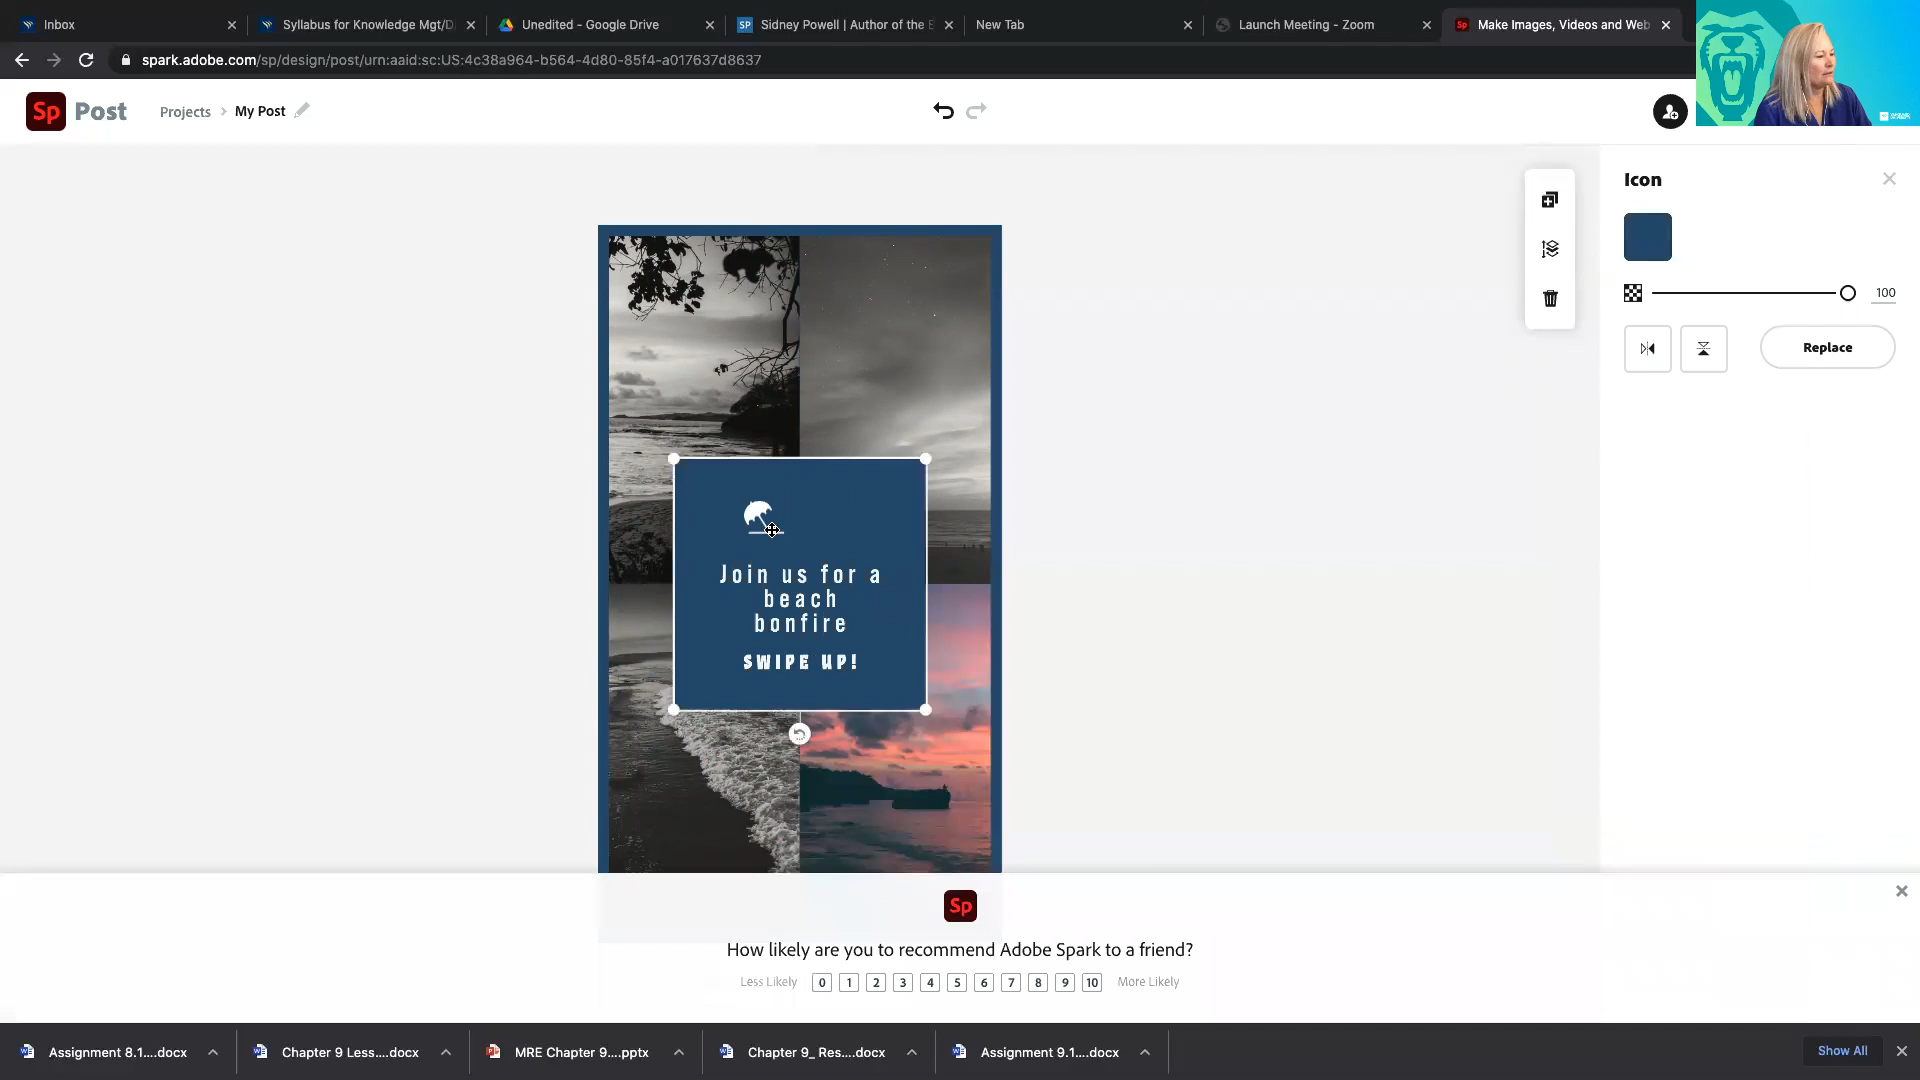 Inbox
Syllabus for Knowledge Mgt/D
Unedited - Google Drive
SP
Sidney Powell | Author of the B
New Tab
Launch Meeting - Zoom
Make Images, Videos and Web
spark.adobe.com/sp/design/post/urn:aaid:sc:US:4c38a964-b564-4d80-85f4-a017637d8637
Sp
Post
Projects
My Post
Icon
100
Replace
Join us for a
beach
bonfire
SWIPE UP!
Sp
How likely are you to recommend Adobe Spark to a friend?
Less Likely
0 1 2 3 4 5 6 7 8 9 10
More Likely
Assignment 8.1....docx
Chapter 9 Less....docx
MRE Chapter 9....pptx
Chapter 9_ Res....docx
Assignment 9.1....docx
Show All